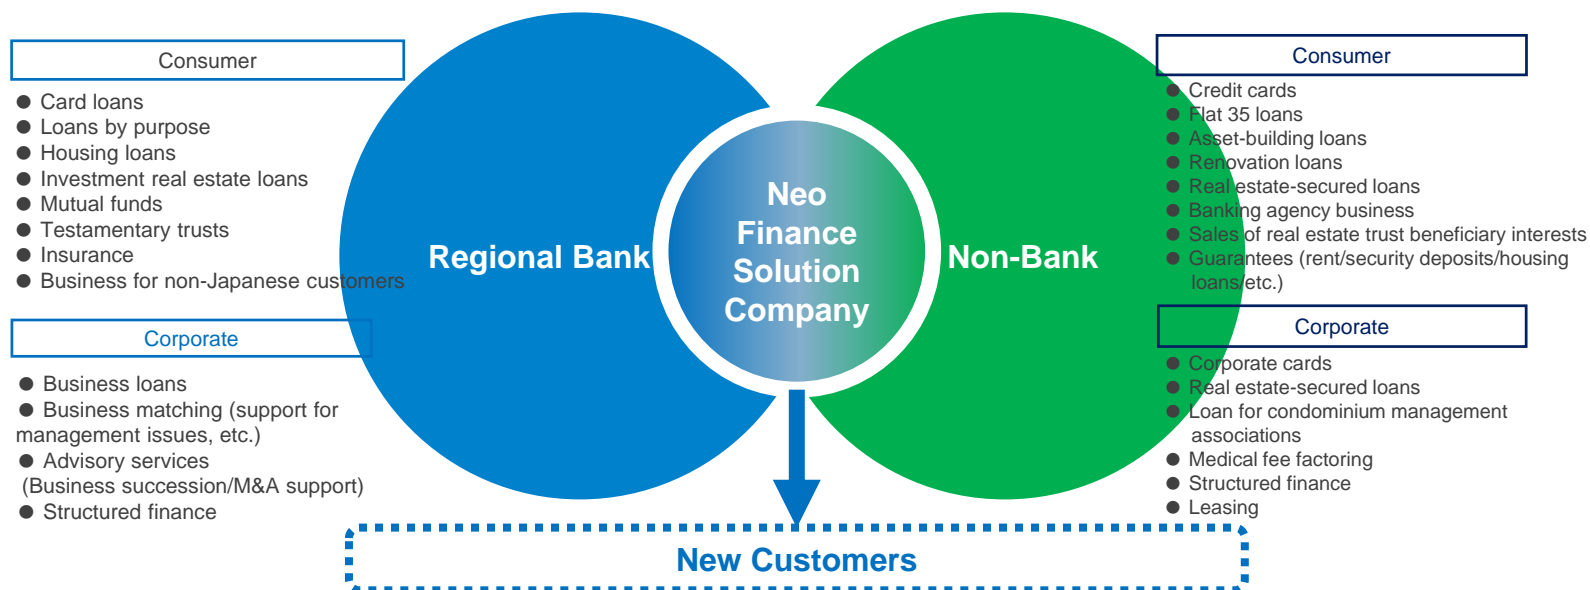 Consumer
● Card loans
● Loans by purpose
● Housing loans
● Investment real estate loans
● Mutual funds
● Testamentary trusts
● Insurance
● Business for non-Japanese customers
Corporate
● Business loans
● Business matching (support for
management issues, etc.)
● Advisory services
(Business succession/M&A support)
● Structured finance
Regional Bank
Neo
Finance
Solution
Company
Non-Bank
Consumer
● Credit cards
● Flat 35 loans
● Asset-building loans
● Renovation loans
● Real estate-secured loans
● Banking agency business
● Sales of real estate trust beneficiary interests
● Guarantees (rent/security deposits/housing
loans/etc.)
Corporate
● Corporate cards
● Real estate-secured loans
● Loan for condominium management
associations
● Medical fee factoring
● Structured finance
● Leasing
New Customers